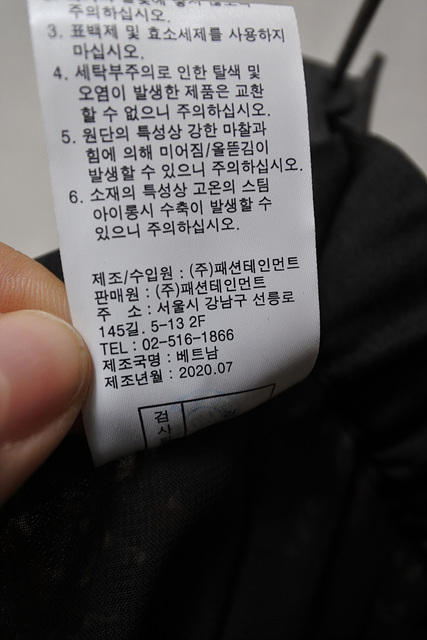 주의하십시오.
3. 표백제 및 효소세제를 사용하지
마십시오.
4. 세탁부주의로 인한 탈색 및
오염이 발생한 제품은 교환
할 수 없으니 주의하십시오.
5. 원단의 특성상 강한 마찰과
힘에 의해 미어짐/올뜯김이
발생할 수 있으니 주의하십시오.
6. 소재의 특성상 고온의 스팀
아이롱시 수축이 발생할 수
있으니 주의하십시오.
제조/수입원 : (주)패션테인먼트
판매원 : (주)패션테인먼트
주 소 : 서울시 강남구 선릉로
145길. 5-13 2F
TEL : 02-516-1866
제조국명 : 베트남
제조년월 : 2020.07
검사